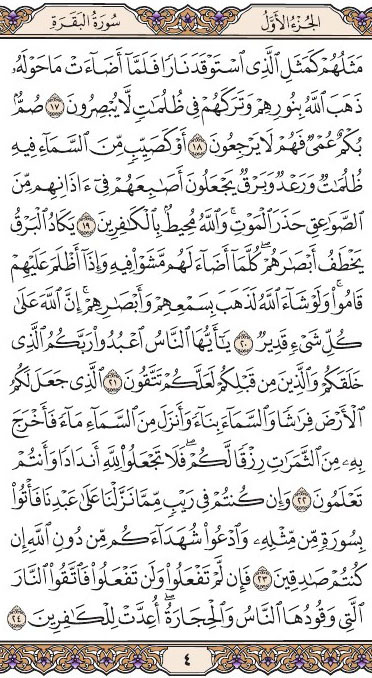 سُورَةُ البَقَرَةِ الجُزْءُ الأَوَّلُ
مَثَلُهُمْ كَمَثَلِ ٱلَّذِى ٱسْتَوْقَدَ نَارًا فَلَمَّآ أَضَآءَتْ مَا حَوْلَهُۥ
ذَهَبَ ٱللَّهُ بِنُورِهِمْ وَتَرَكَهُمْ فِى ظُلُمَٰتٍ لَّا يُبْصِرُونَ ١٧ صُمٌّۢ
بُكْمٌ عُمْىٌ فَهُمْ لَا يَرْجِعُونَ ١٨ أَوْ كَصَيِّبٍ مِّنَ ٱلسَّمَآءِ فِيهِ
ظُلُمَٰتٌ وَرَعْدٌ وَبَرْقٌ يَجْعَلُونَ أَصَٰبِعَهُمْ فِىٓ ءَاذَانِهِم مِّنَ
ٱلصَّوَٰعِقِ حَذَرَ ٱلْمَوْتِ ۚ وَٱللَّهُ مُحِيطٌۢ بِٱلْكَٰفِرِينَ ١٩ يَكَادُ ٱلْبَرْقُ
يَخْطَفُ أَبْصَٰرَهُمْ ۖ كُلَّمَآ أَضَآءَ لَهُم مَّشَوْا۟ فِيهِ وَإِذَآ أَظْلَمَ عَلَيْهِمْ
قَامُوا۟ ۚ وَلَوْ شَآءَ ٱللَّهُ لَذَهَبَ بِسَمْعِهِمْ وَأَبْصَٰرِهِمْ ۚ إِنَّ ٱللَّهَ عَلَىٰ
كُلِّ شَىْءٍ قَدِيرٌ ٢٠ يَٰٓأَيُّهَا ٱلنَّاسُ ٱعْبُدُوا۟ رَبَّكُمُ ٱلَّذِى
خَلَقَكُمْ وَٱلَّذِينَ مِن قَبْلِكُمْ لَعَلَّكُمْ تَتَّقُونَ ٢١ ٱلَّذِى جَعَلَ لَكُمُ
ٱلْأَرْضَ فِرَٰشًا وَٱلسَّمَآءَ بِنَآءً وَأَنزَلَ مِنَ ٱلسَّمَآءِ مَآءً فَأَخْرَجَ
بِهِۦ مِنَ ٱلثَّمَرَٰتِ رِزْقًا لَّكُمْ ۖ فَلَا تَجْعَلُوا۟ لِلَّهِ أَندَادًا وَأَنتُمْ
تَعْلَمُونَ ٢٢ وَإِن كُنتُمْ فِى رَيْبٍ مِّمَّا نَزَّلْنَا عَلَىٰ عَبْدِنَا فَأْتُوا۟
بِسُورَةٍ مِّن مِّثْلِهِۦ وَٱدْعُوا۟ شُهَدَآءَكُم مِّن دُونِ ٱللَّهِ إِن
كُنتُمْ صَٰدِقِينَ ٢٣ فَإِن لَّمْ تَفْعَلُوا۟ وَلَن تَفْعَلُوا۟ فَٱتَّقُوا۟ ٱلنَّارَ
ٱلَّتِى وَقُودُهَا ٱلنَّاسُ وَٱلْحِجَارَةُ ۖ أُعِدَّتْ لِلْكَٰفِرِينَ ٢٤
٤